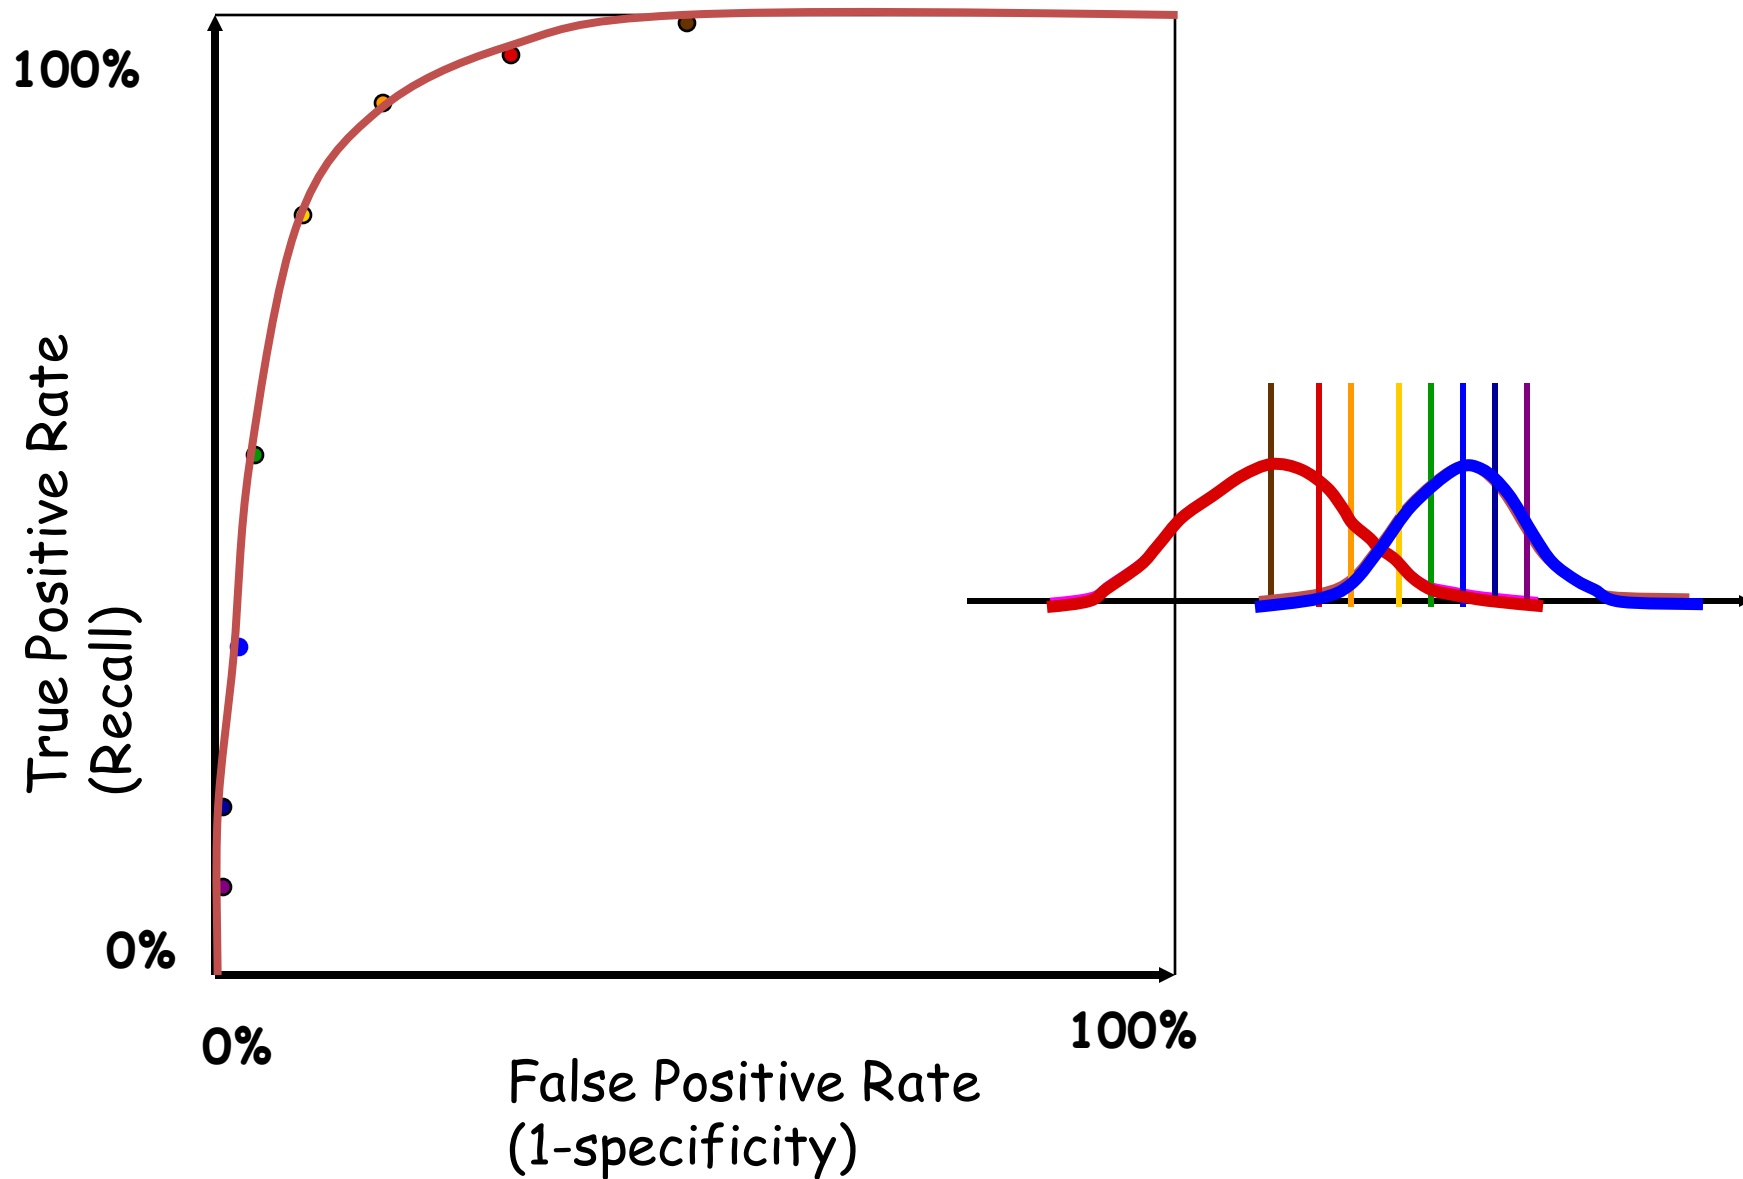 100%
True Positive Rate
(Recall)
0%
0%
100%
False Positive Rate
(1-specificity)